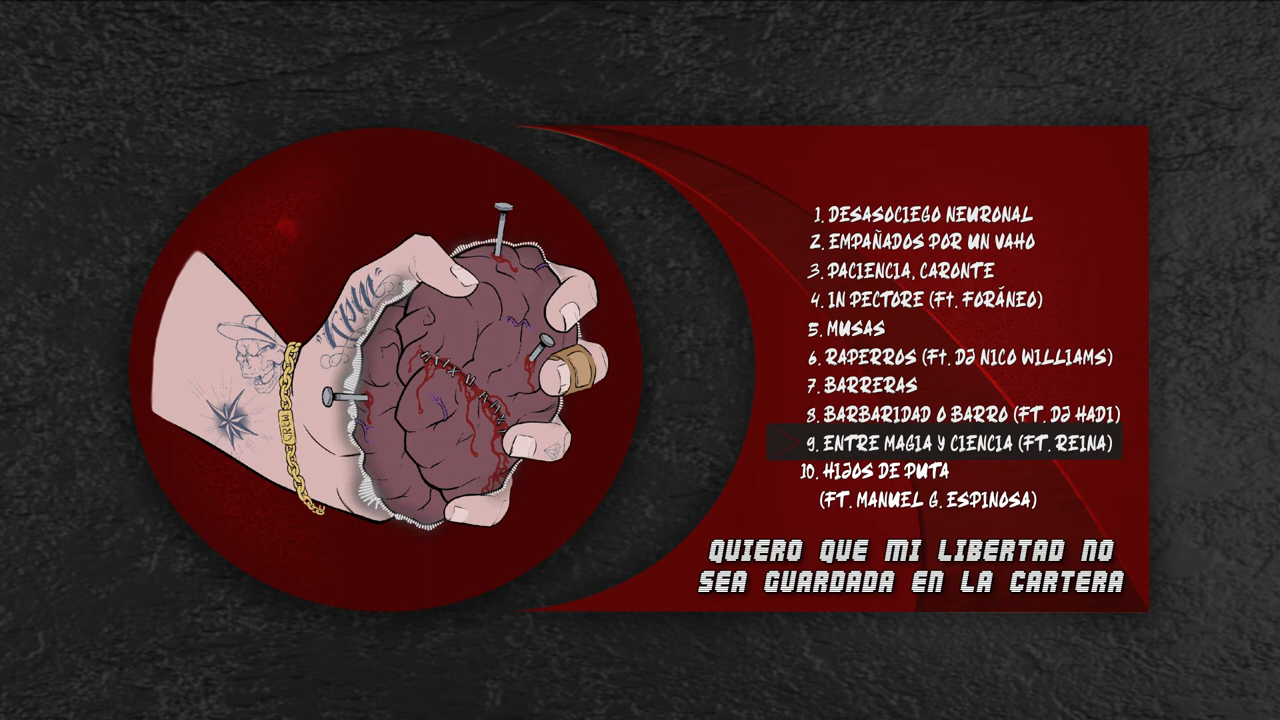 "Kpm"
1. DESASOCIEGO NEURONAL
2. EMPAÑADOS POR UN VAHO
3. PACIENCIA, CARONTE
4. IN PECTORE (Ft. FORÁNEO)
5. MUSAS
6. RAPERROS (Ft. DJ NICO WILLIAMS)
7. BARRERAS
8. BARBARIDAD O BARRO (FT. DJ HADI)
9. ENTRE MAGIA Y CIENCIA (FT. REINA)
10. HIJOS DE PUTA
(FT. MANUEL G. ESPINOSA)
QUIERO QUE MI LIBERTAD NO
SEA GUARDADA EN LA CARTERA